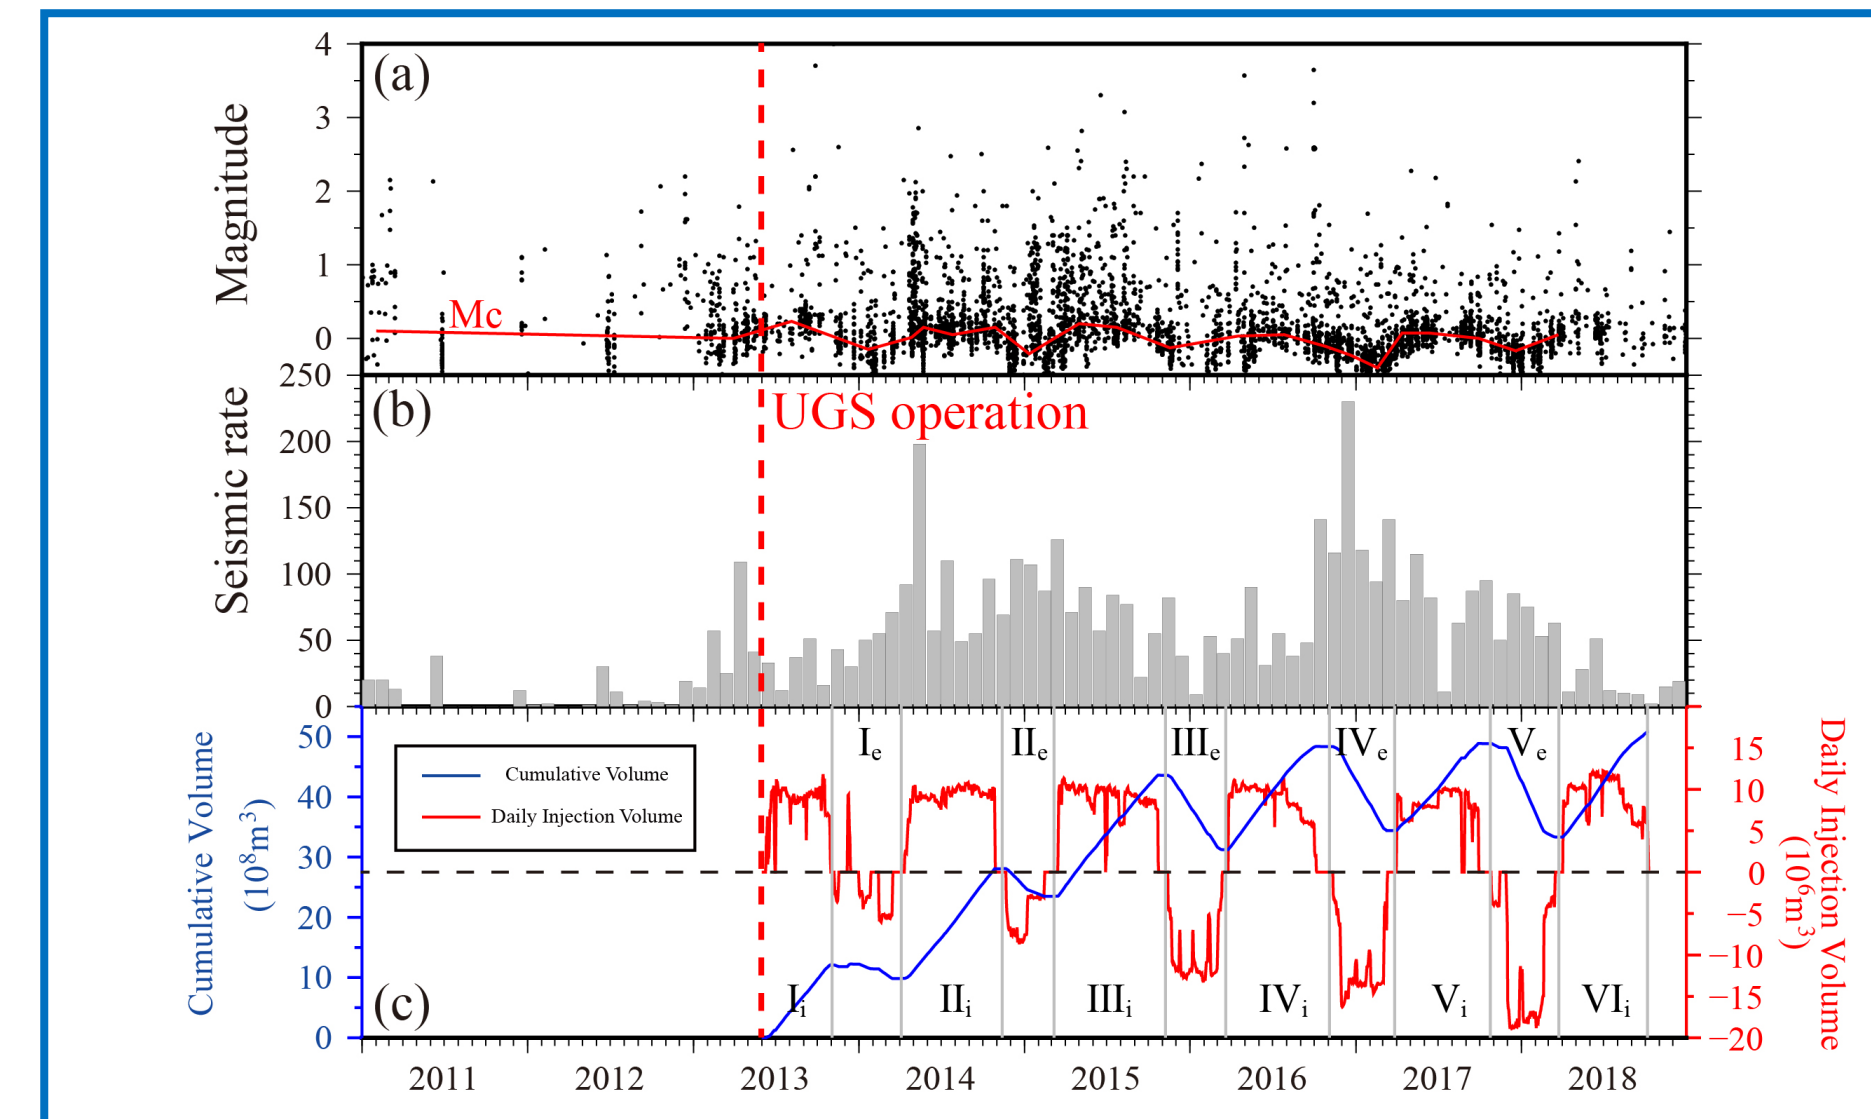 (a)
Magnitude
4
3
2
1
0
Mc
(b)
UGS operation
Seismic rate
250
200
150
100
50
0
(c)
Cumulative Volume
(10⁸m³)
50
40
30
20
10
0
Cumulative Volume
Daily Injection Volume
Iₑ IIₑ IIIₑ IVₑ Vₑ
Iᵢ IIᵢ IIIᵢ IVᵢ Vᵢ VIᵢ
15
10
5
0
−5
−10
−15
−20
Daily Injection Volume
(10⁶m³)
2011 2012 2013 2014 2015 2016 2017 2018